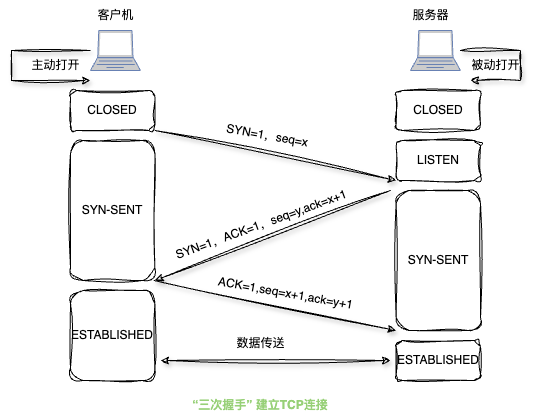 客户机
服务器
主动打开
被动打开
CLOSED
CLOSED
SYN=1，seq=x
LISTEN
SYN-SENT
SYN=1，ACK=1，seq=y,ack=x+1
SYN-SENT
ACK=1,seq=x+1,ack=y+1
ESTABLISHED
数据传送
ESTABLISHED
“三次握手” 建立TCP连接